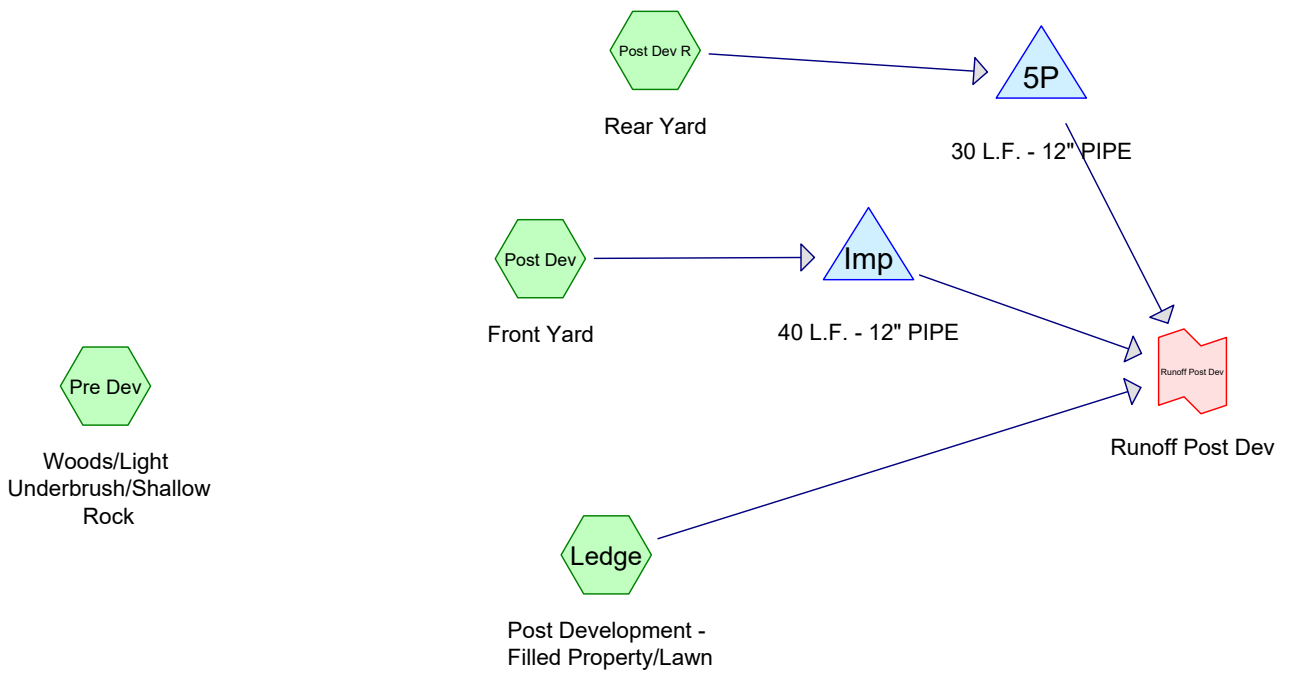 Post Dev R
Rear Yard
5P
30 L.F. - 12" PIPE
Post Dev
Front Yard
Imp
40 L.F. - 12" PIPE
Pre Dev
Woods/Light
Underbrush/Shallow
Rock
Runoff Post Dev
Runoff Post Dev
Ledge
Post Development -
Filled Property/Lawn